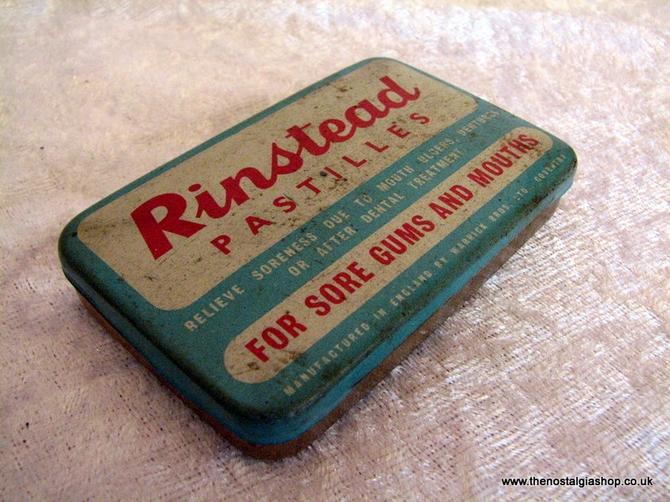 Rinstead
PASTILLES
RELIEVE SORENESS DUE TO MOUTH ULCERS, DENTURES
OR AFTER DENTAL TREATMENT
FOR SORE GUMS AND MOUTHS
MANUFACTURED IN ENGLAND BY WARRICK BROS. LTD. COVENTRY
www.thenostalgiashop.co.uk